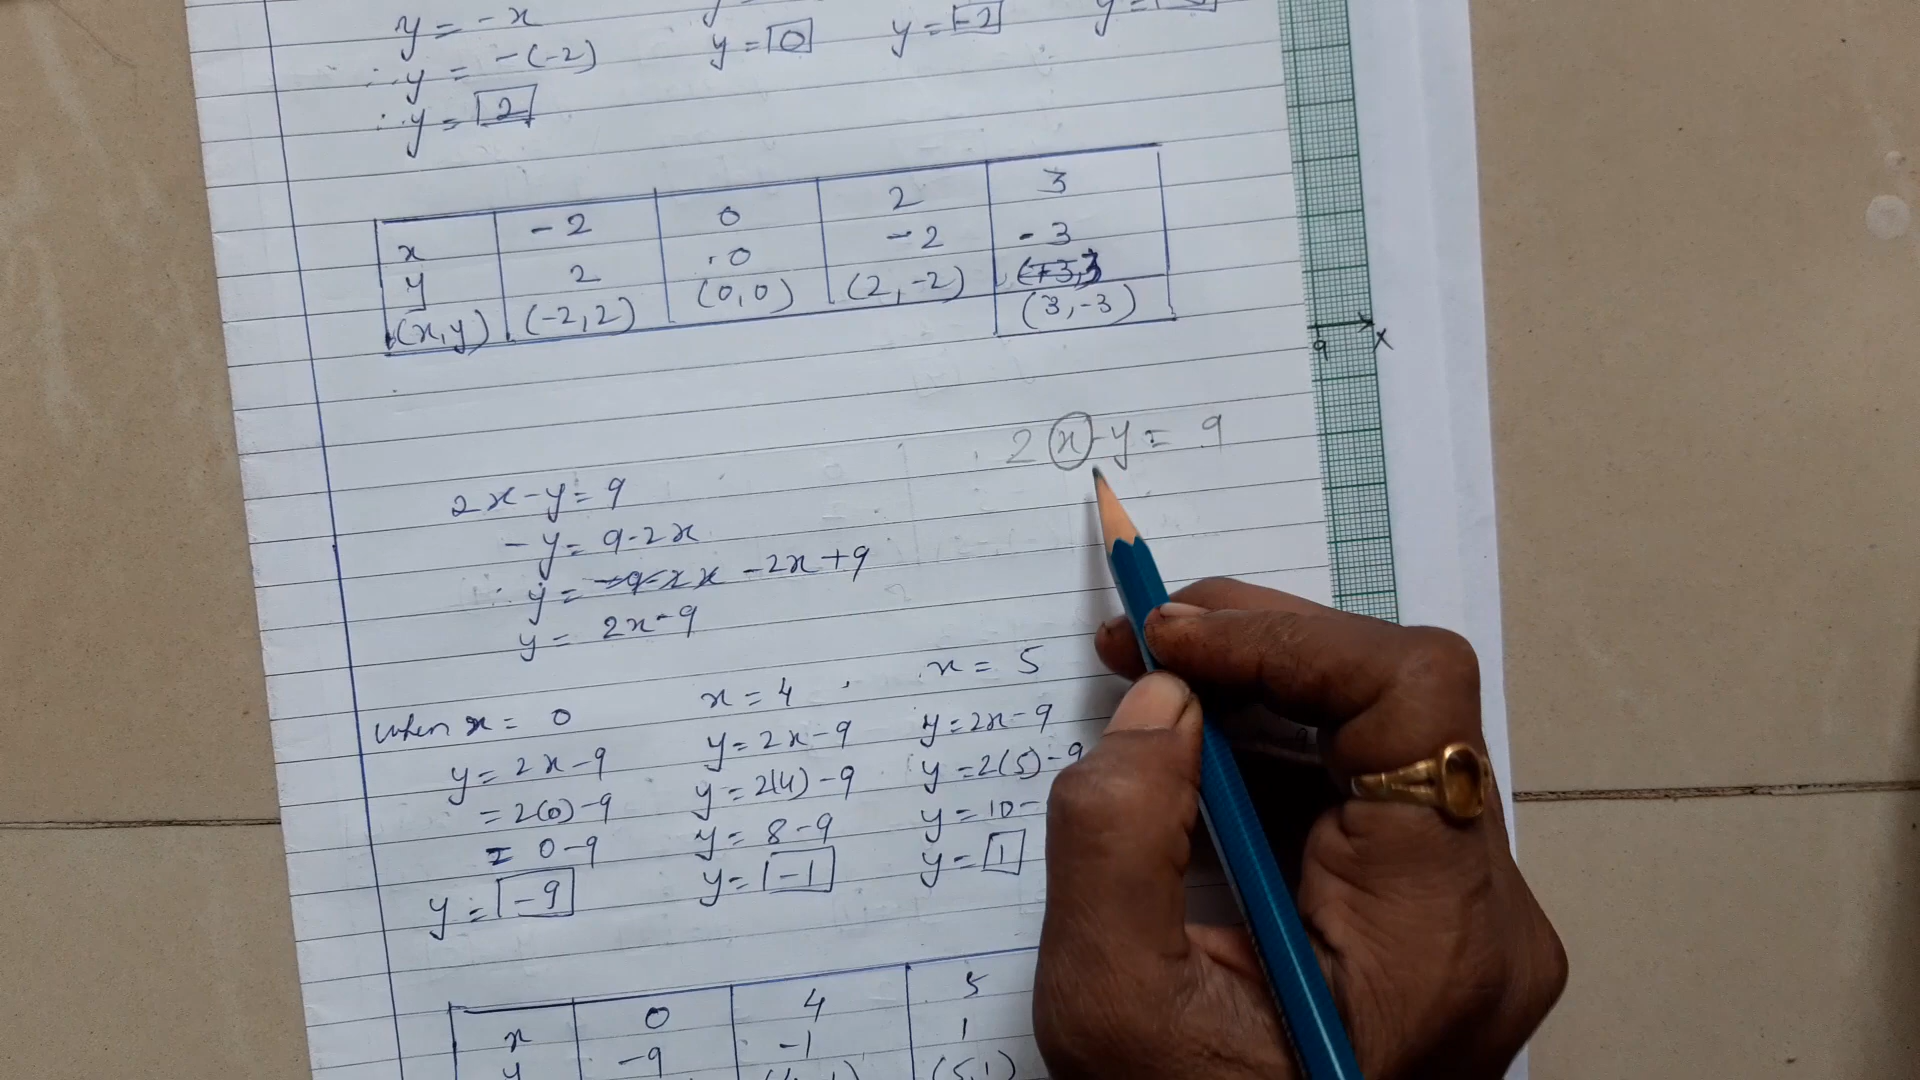 y = -x
∴ y = -(-2)
∴ y = 2
y = 0
y = -2
y =
x -2 0 2 3
y 2 0 -2 -3
(x,y) (-2,2) (0,0) (2,-2) (3,-3)
9 X
2x-y = 9
2x-y = 9
-y = 9-2x
∴ y = -2x+9
y = 2x-9
when x = 0
y = 2x-9
= 2(0)-9
= 0-9
y = -9
x = 4
y = 2x-9
y = 2(4)-9
y = 8-9
y = -1
x = 5
y = 2x-9
y = 2(5)-9
y = 10-
y = 1
x 0 4 5
y -9 -1 1
(5,1)